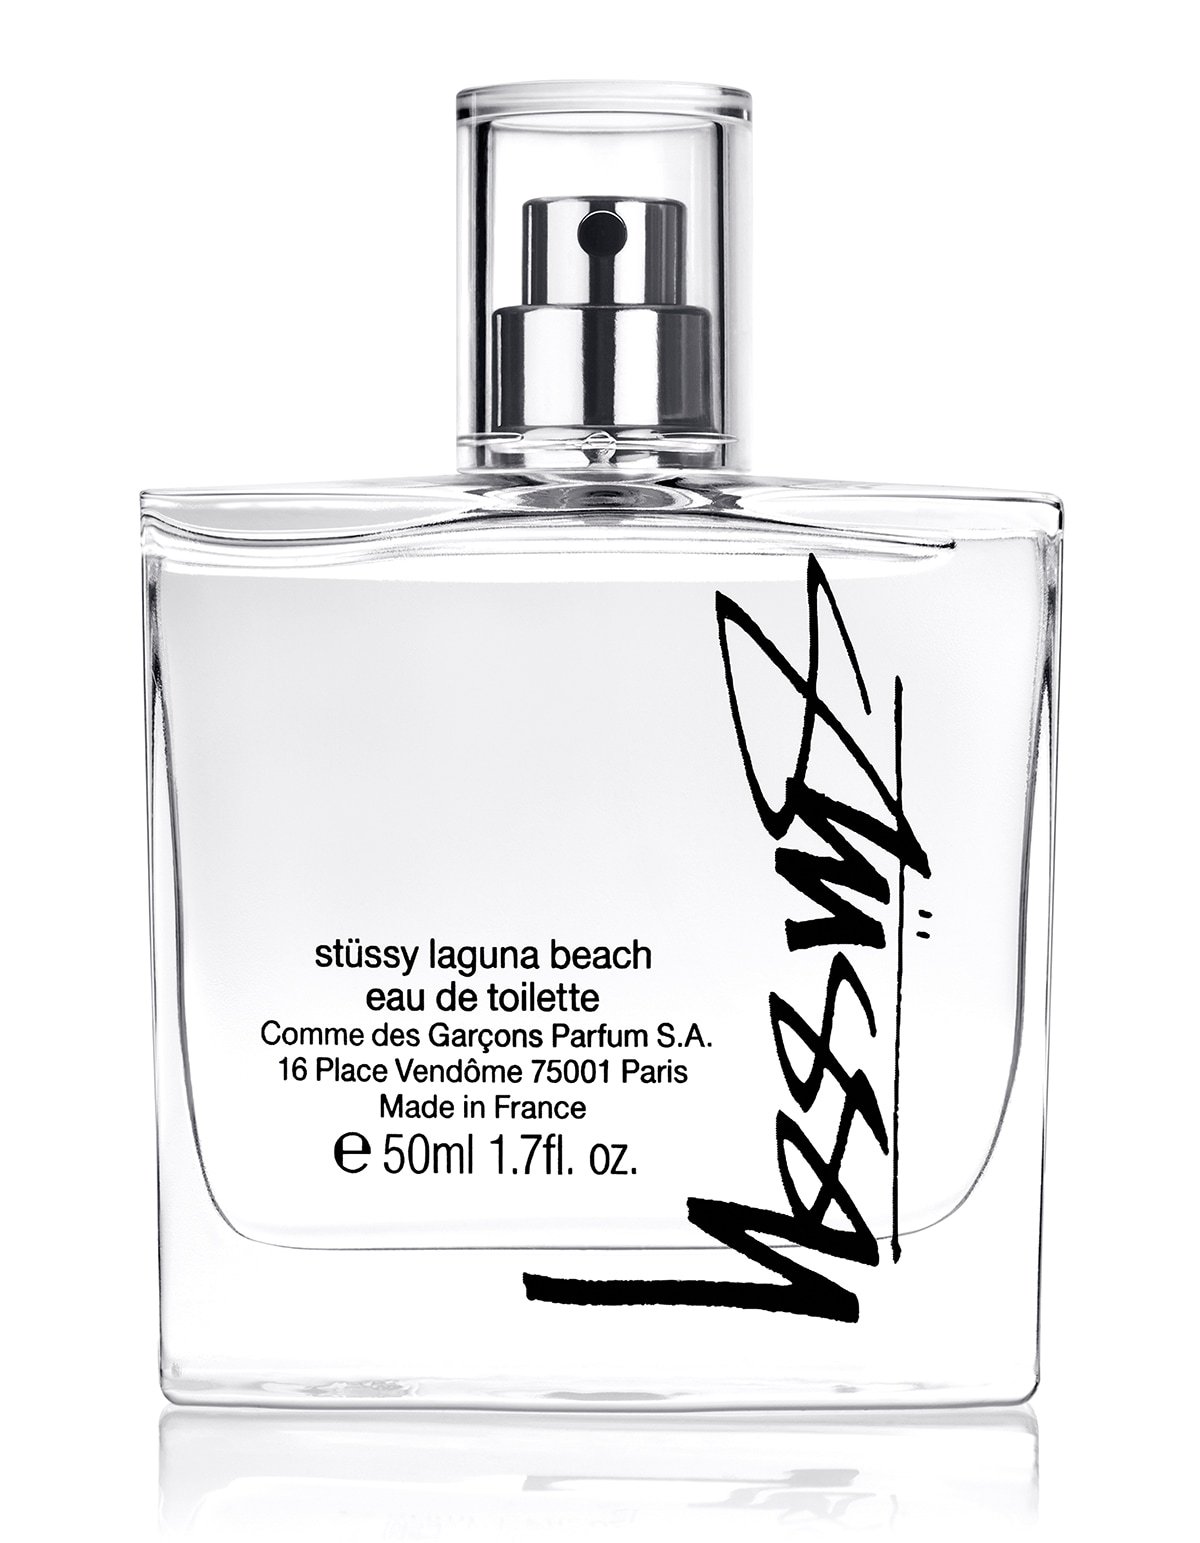 stüssy laguna beach
eau de toilette
Comme des Garçons Parfum S.A.
16 Place Vendôme 75001 Paris
Made in France
℮ 50ml 1.7fl. oz.
Stüssy